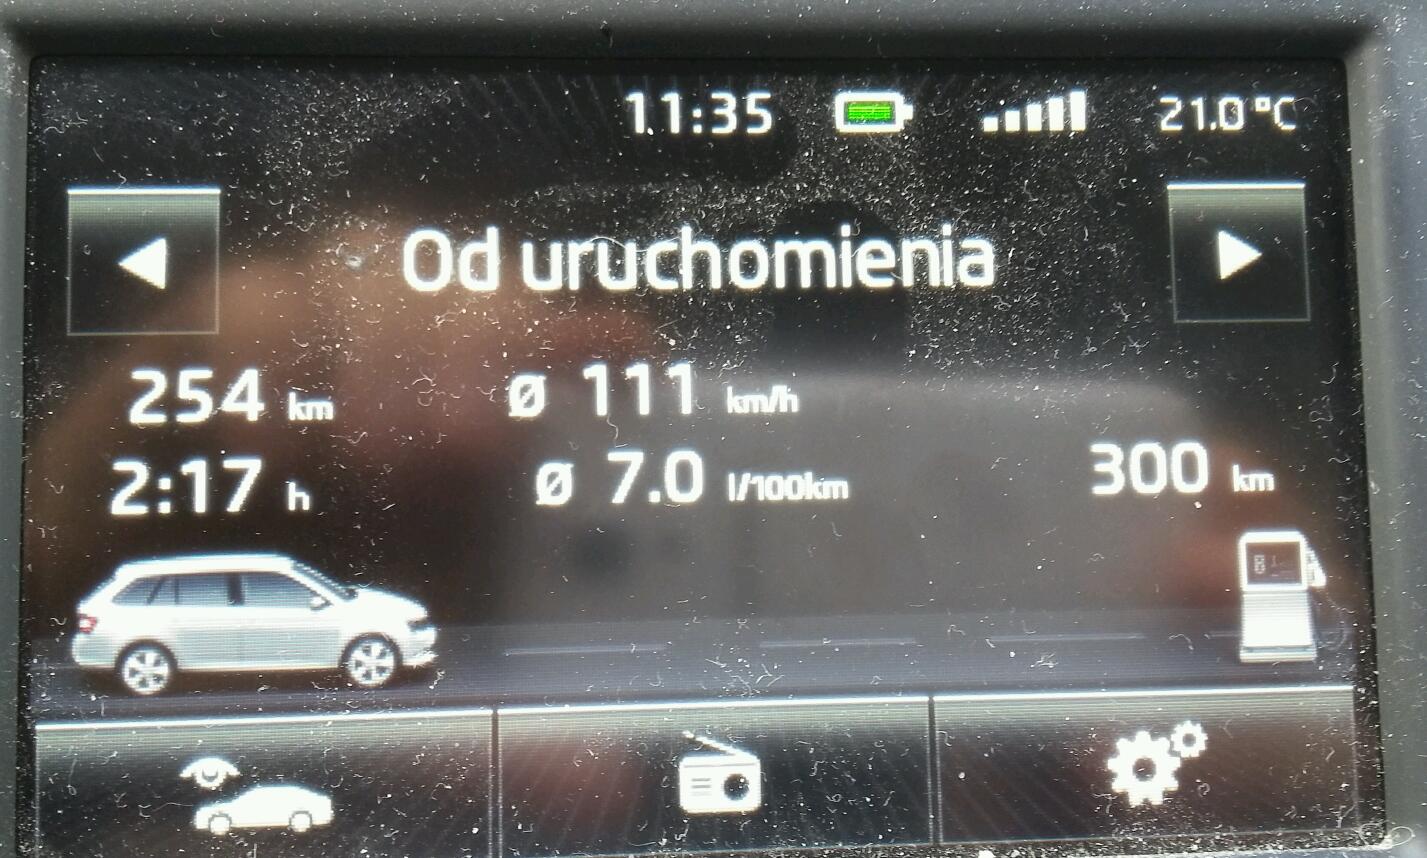 11:35 21.0°C
Od uruchomienia
254 km ø 111 km/h
2:17 h ø 7.0 l/100km 300 km